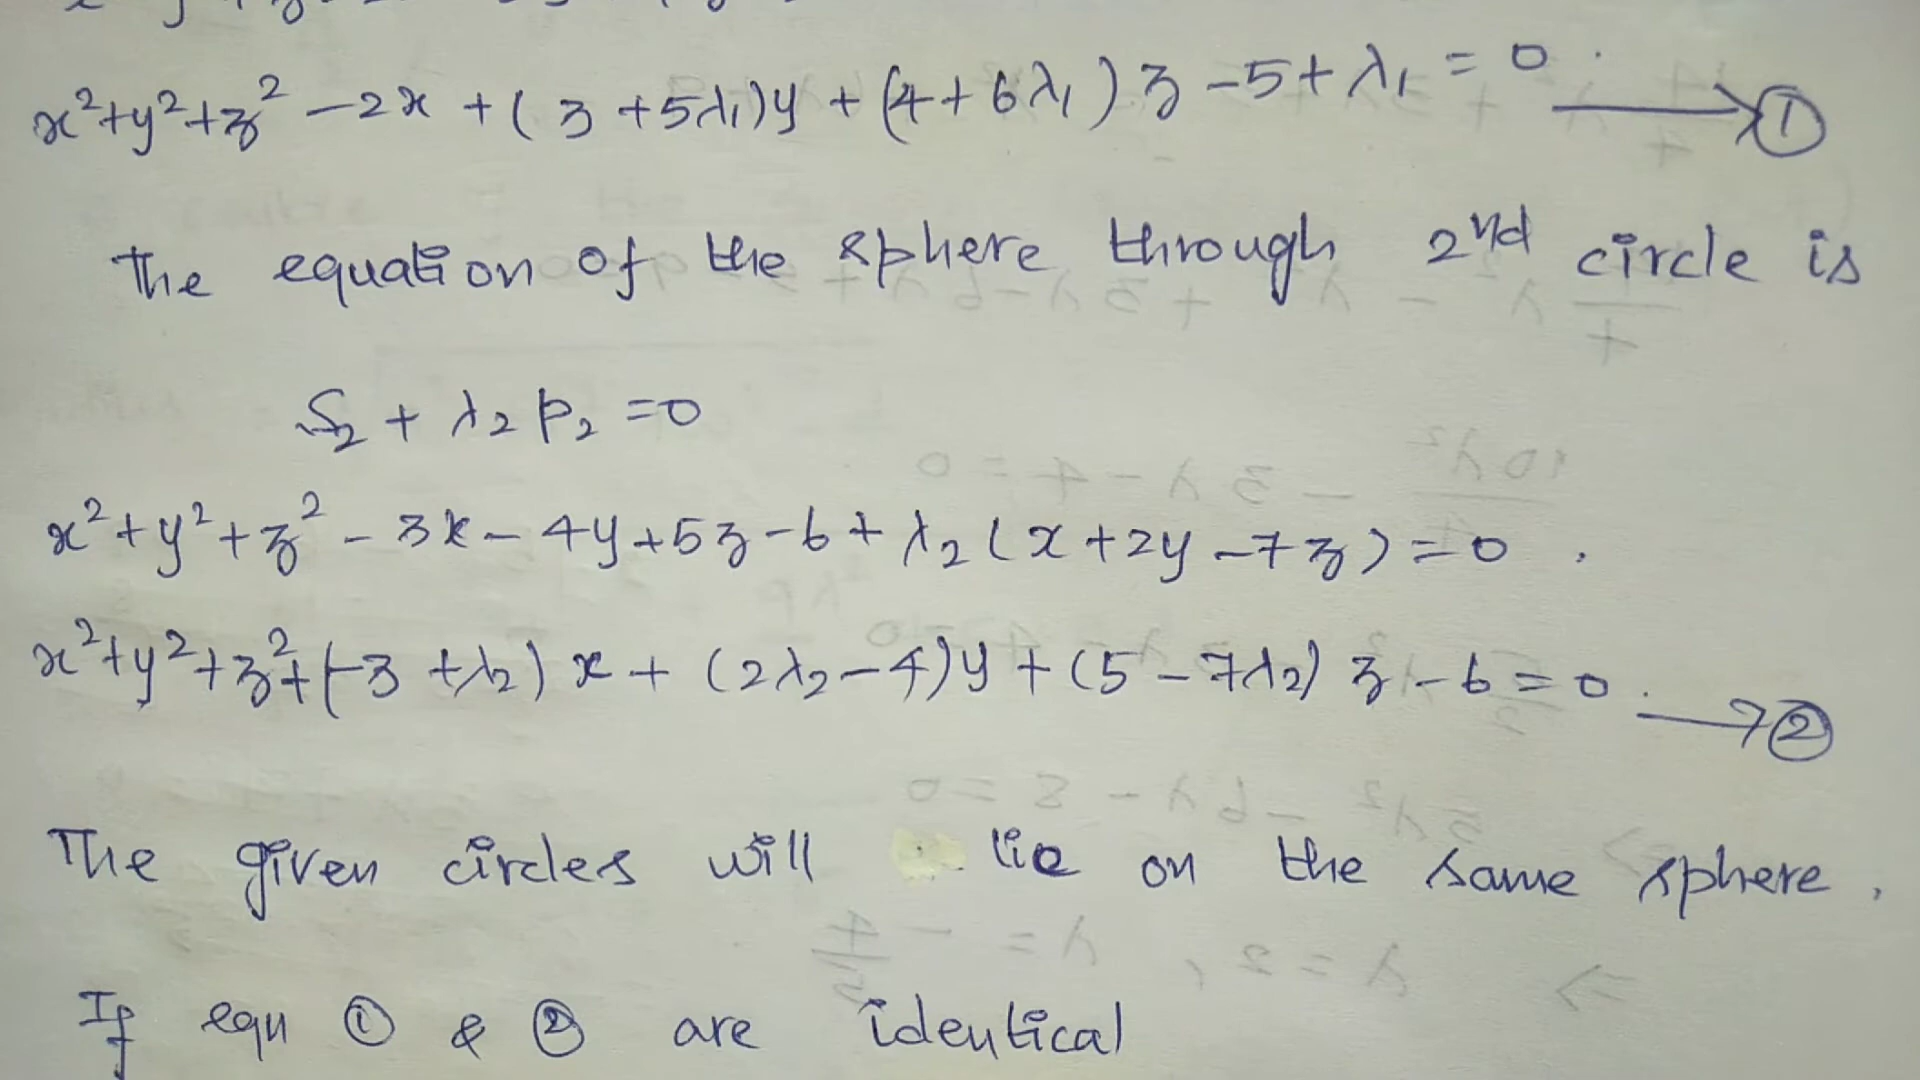 x²+y²+z² -2x + (3+5λ₁)y + (4+6λ₁)z -5+λ₁ = 0. → ①
The equation of the sphere through 2nd circle is
S₂ + λ₂P₂ = 0
x²+y²+z² - 3x - 4y + 5z - 6 + λ₂(x+2y-7z) = 0.
x²+y²+z²+(-3+λ₂)x + (2λ₂-4)y + (5-7λ₂)z - 6 = 0. → ②
The given circles will lie on the same sphere.
If equ ① & ② are identical